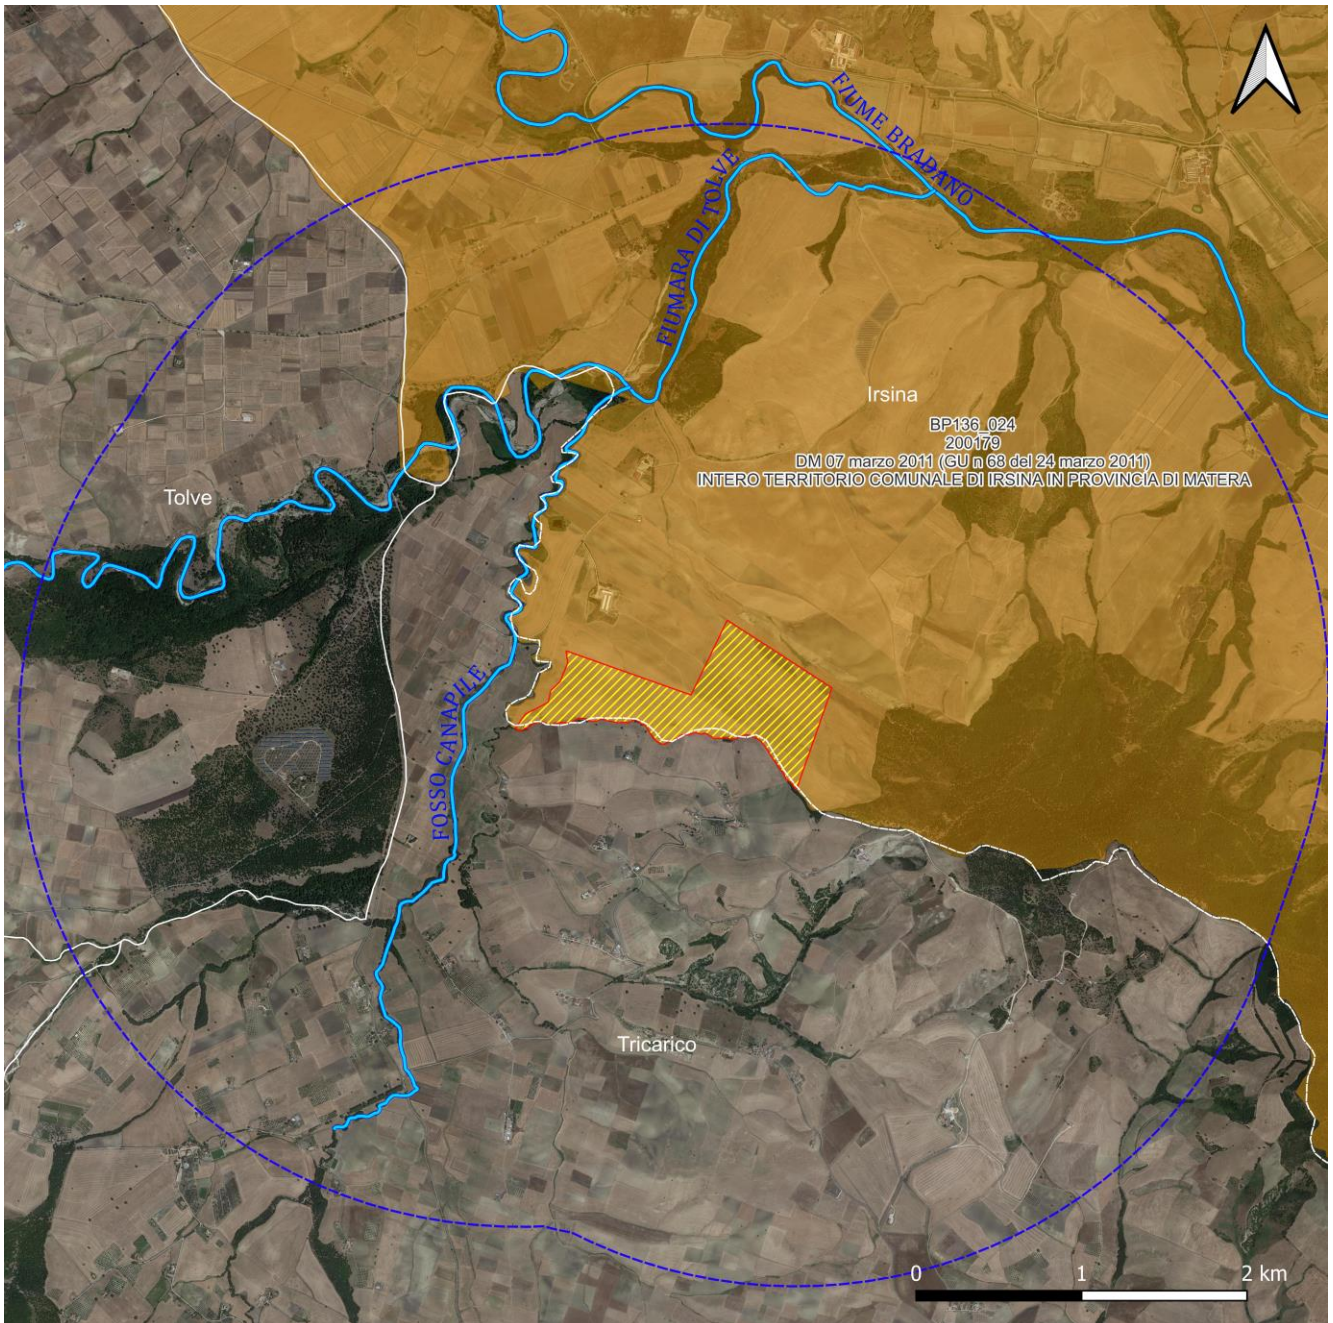 FIUME BRADANO
FIUMARA DI TOLVE
Irsina
BP136_024
200179
DM 07 marzo 2011 (GU n 68 del 24 marzo 2011)
INTERO TERRITORIO COMUNALE DI IRSINA IN PROVINCIA DI MATERA
Tolve
FOSSO CANAPILE
Tricarico
0 1 2 km